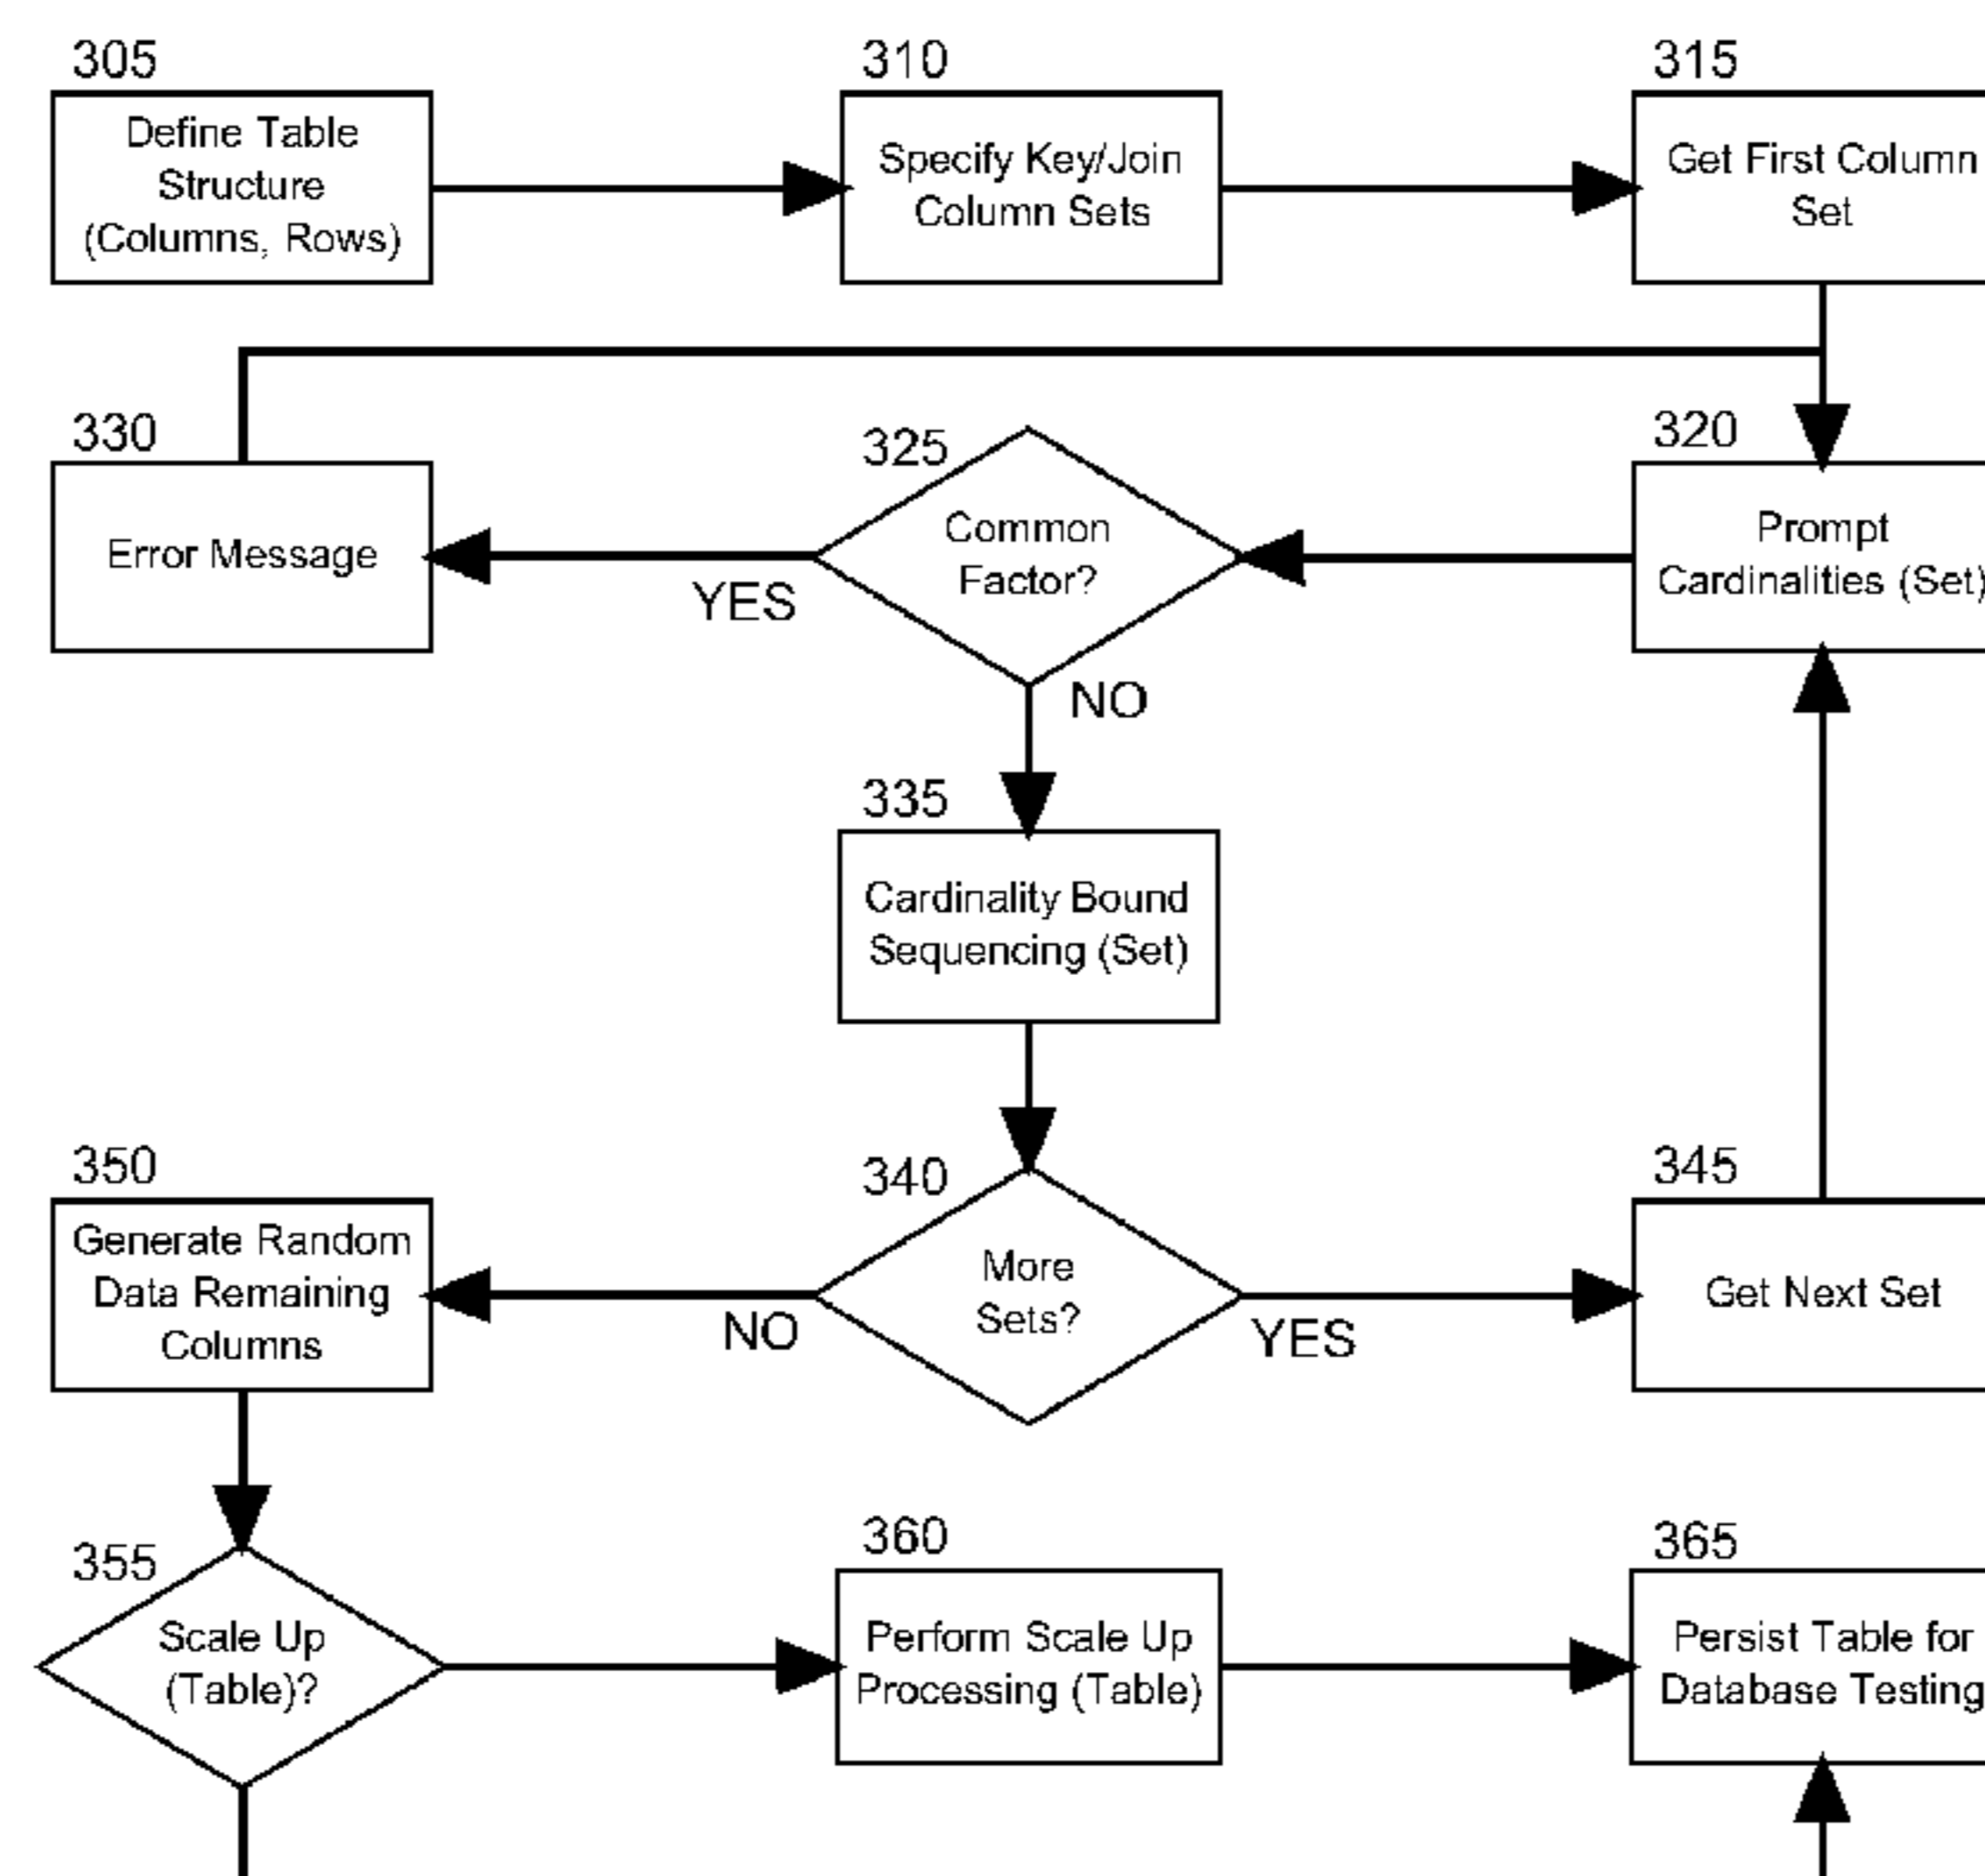 305
Define Table
Structure
(Columns, Rows)
310
Specify Key/Join
Column Sets
315
Get First Column
Set
330
Error Message
325
Common
Factor?
YES
NO
320
Prompt
Cardinalities (Set)
335
Cardinality Bound
Sequencing (Set)
350
Generate Random
Data Remaining
Columns
340
More
Sets?
NO
YES
345
Get Next Set
355
Scale Up
(Table)?
360
Perform Scale Up
Processing (Table)
365
Persist Table for
Database Testing